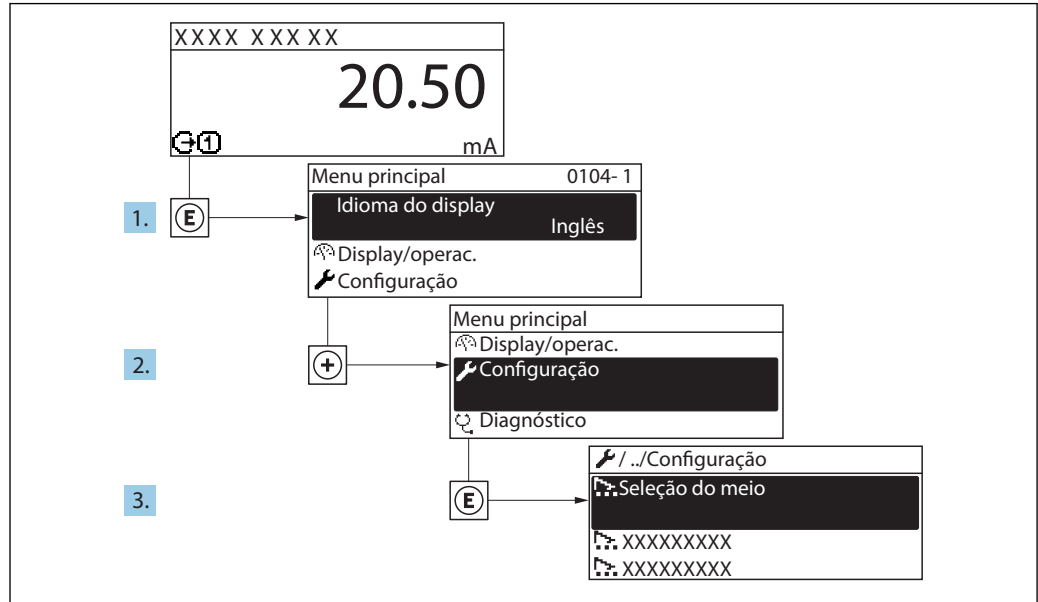 XXXX XXX XX
20.50
1
mA
Menu principal 0104-1
1. E
Idioma do display
Inglês
Display/operac.
Configuração
Menu principal
Display/operac.
2. +
Configuração
Diagnóstico
/ ../Configuração
Seleção do meio
3. E
XXXXXXXXX
XXXXXXXXX